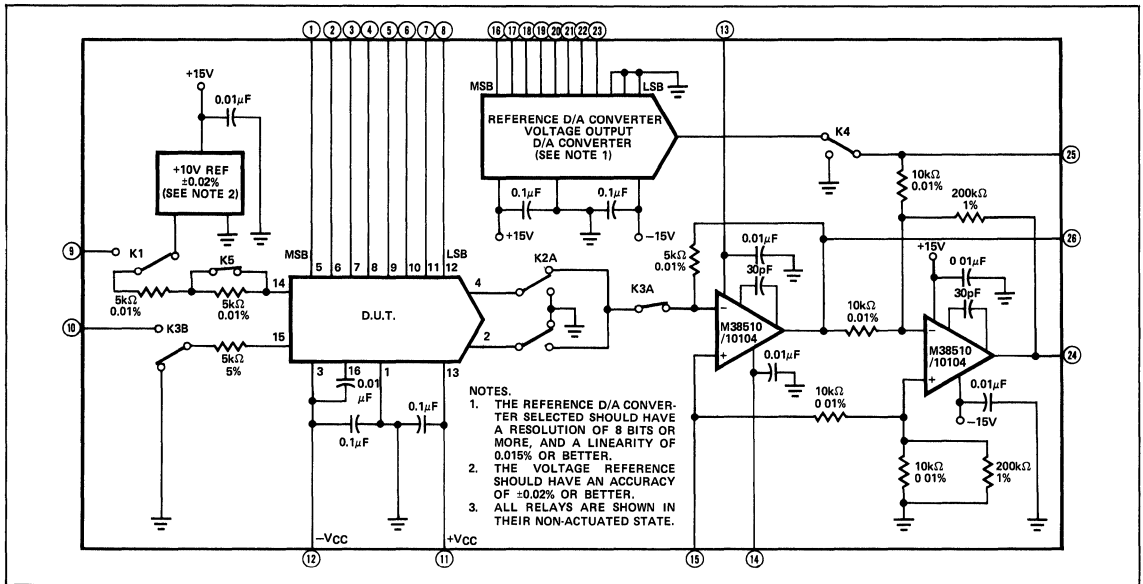 1 2 3 4 5 6 7 8
16 17 18 19 20 21 22 23
13
+15V
0.01μF
+10V REF
±0.02%
(SEE NOTE 2)
MSB
LSB
REFERENCE D/A CONVERTER
VOLTAGE OUTPUT
D/A CONVERTER
(SEE NOTE 1)
0.1μF
0.1μF
+15V
−15V
K4
25
10kΩ
0.01%
200kΩ
1%
26
9
K1
K5
5kΩ
0.01%
5kΩ
0.01%
14
MSB
LSB
5 6 7 8 9 10 11 12
D.U.T.
4
2
K2A
K3A
5kΩ
0.01%
0.01μF
30pF
−
M38510
/10104
+
0.01μF
10kΩ
0.01%
+15V
0 01μF
30pF
−
M38510
/10104
+
24
0.01μF
−15V
10
K3B
5kΩ
5%
15
3
16
1
13
0.01
μF
0.1μF
0.1μF
10kΩ
0 01%
10kΩ
0 01%
200kΩ
1%
NOTES.
1. THE REFERENCE D/A CONVER-
TER SELECTED SHOULD HAVE
A RESOLUTION OF 8 BITS OR
MORE, AND A LINEARITY OF
0.015% OR BETTER.
2. THE VOLTAGE REFERENCE
SHOULD HAVE AN ACCURACY
OF ±0.02% OR BETTER.
3. ALL RELAYS ARE SHOWN IN
THEIR NON-ACTUATED STATE.
−VCC
+VCC
12
11
15
14